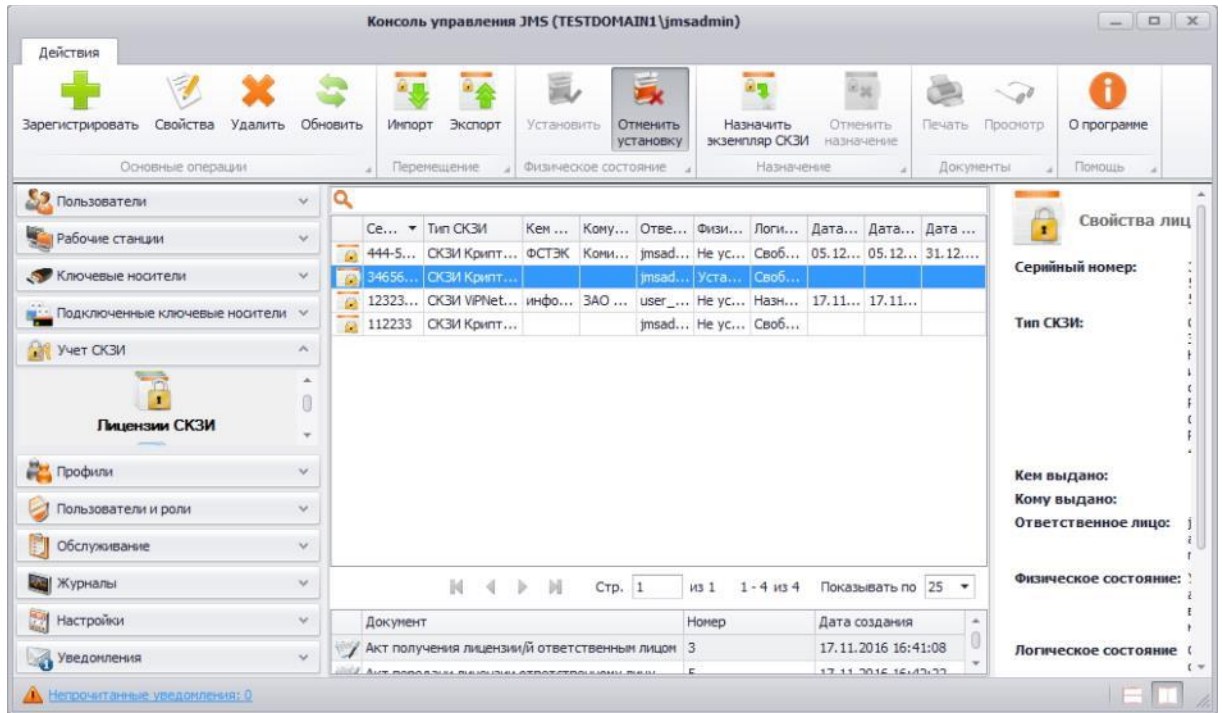 Консоль управления JMS (TESTDOMAIN1\jmsadmin)
Действия
Зарегистрировать Свойства Удалить Обновить Импорт Экспорт Установить Отменить установку Назначить экземпляр СКЗИ Отменить назначение Печать Просмотр О программе
Основные операции Перемещение Физическое состояние Назначение Документы Помощь
Пользователи
Рабочие станции
Ключевые носители
Подключенные ключевые носители
Учет СКЗИ
Лицензии СКЗИ
Профили
Пользователи и роли
Обслуживание
Журналы
Настройки
Уведомления
Се... Тип СКЗИ Кем ... Кому... Отве... Физи... Логи... Дата... Дата... Дата ...
444-5... СКЗИ Крипт... ФСТЭК Коми... jmsad... Не ус... Своб... 05.12... 05.12... 31.12....
34656... СКЗИ Крипт... jmsad... Уста... Своб...
12323... СКЗИ ViPNet... инфо... ЗАО ... user_... Не ус... Назн... 17.11... 17.11...
112233 СКЗИ Крипт... jmsad... Не ус... Своб...
Стр. 1 из 1 1 - 4 из 4 Показывать по 25
Документ Номер Дата создания
Акт получения лицензии/й ответственным лицом 3 17.11.2016 16:41:08
Свойства лиц
Серийный номер:
Тип СКЗИ:
Кем выдано:
Кому выдано:
Ответственное лицо:
Физическое состояние:
Логическое состояние
Непрочитанные уведомления: 0